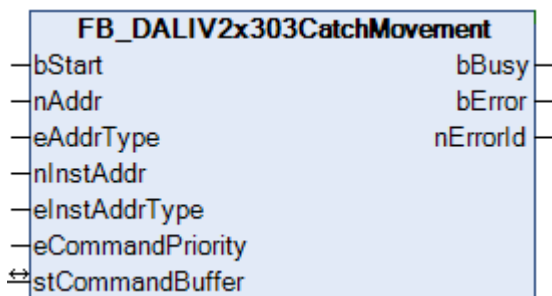 FB_DALIV2x303CatchMovement
bStart bBusy
nAddr bError
eAddrType nErrorId
nInstAddr
eInstAddrType
eCommandPriority
stCommandBuffer